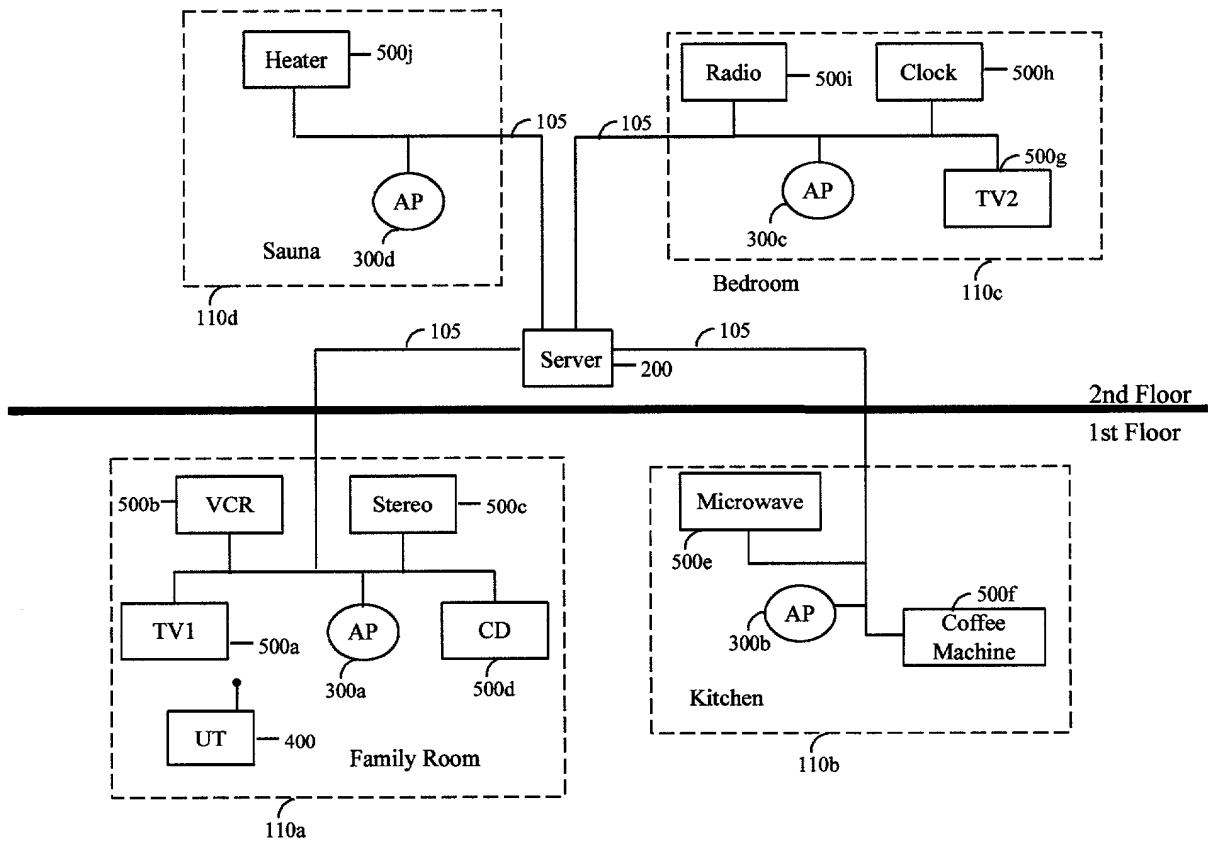 Heater
500j
105
AP
300d
Sauna
110d
105
Radio
500i
Clock
500h
500g
TV2
AP
300c
Bedroom
110c
105
Server
200
105
2nd Floor
1st Floor
500b
VCR
Stereo
500c
TV1
500a
AP
300a
CD
500d
UT
400
Family Room
110a
Microwave
500e
AP
300b
500f
Coffee
Machine
Kitchen
110b